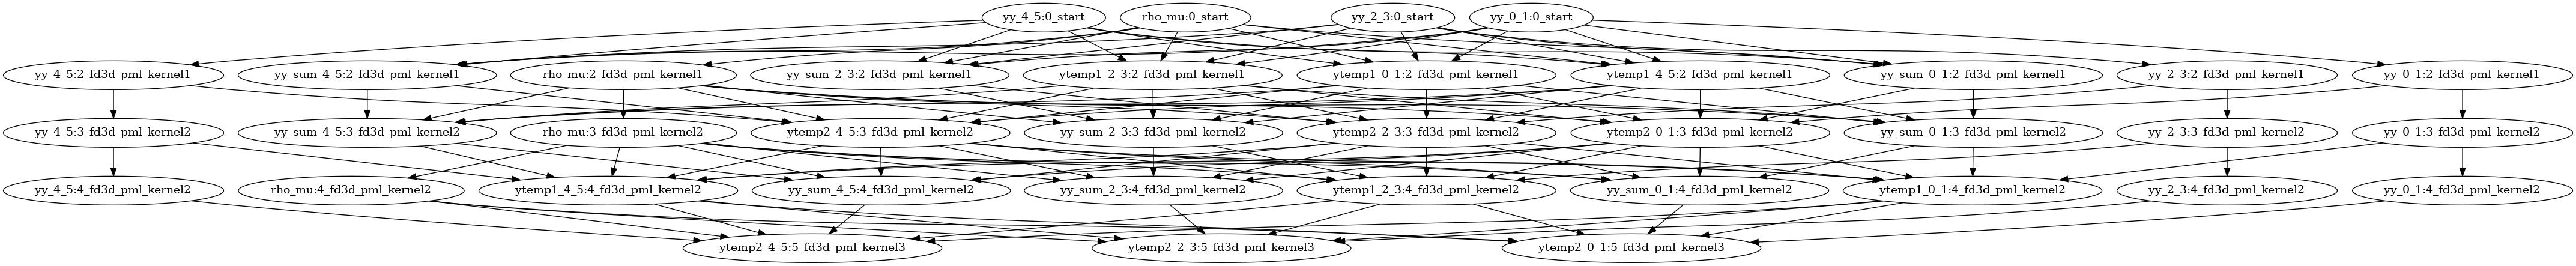 yy_4_5:0_start
rho_mu:0_start
yy_2_3:0_start
yy_0_1:0_start
yy_4_5:2_fd3d_pml_kernel1
yy_sum_4_5:2_fd3d_pml_kernel1
rho_mu:2_fd3d_pml_kernel1
yy_sum_2_3:2_fd3d_pml_kernel1
ytemp1_2_3:2_fd3d_pml_kernel1
ytemp1_0_1:2_fd3d_pml_kernel1
ytemp1_4_5:2_fd3d_pml_kernel1
yy_sum_0_1:2_fd3d_pml_kernel1
yy_2_3:2_fd3d_pml_kernel1
yy_0_1:2_fd3d_pml_kernel1
yy_4_5:3_fd3d_pml_kernel2
yy_sum_4_5:3_fd3d_pml_kernel2
rho_mu:3_fd3d_pml_kernel2
ytemp2_4_5:3_fd3d_pml_kernel2
yy_sum_2_3:3_fd3d_pml_kernel2
ytemp2_2_3:3_fd3d_pml_kernel2
ytemp2_0_1:3_fd3d_pml_kernel2
yy_sum_0_1:3_fd3d_pml_kernel2
yy_2_3:3_fd3d_pml_kernel2
yy_0_1:3_fd3d_pml_kernel2
yy_4_5:4_fd3d_pml_kernel2
rho_mu:4_fd3d_pml_kernel2
ytemp1_4_5:4_fd3d_pml_kernel2
yy_sum_4_5:4_fd3d_pml_kernel2
yy_sum_2_3:4_fd3d_pml_kernel2
ytemp1_2_3:4_fd3d_pml_kernel2
yy_sum_0_1:4_fd3d_pml_kernel2
ytemp1_0_1:4_fd3d_pml_kernel2
yy_2_3:4_fd3d_pml_kernel2
yy_0_1:4_fd3d_pml_kernel2
ytemp2_4_5:5_fd3d_pml_kernel3
ytemp2_2_3:5_fd3d_pml_kernel3
ytemp2_0_1:5_fd3d_pml_kernel3